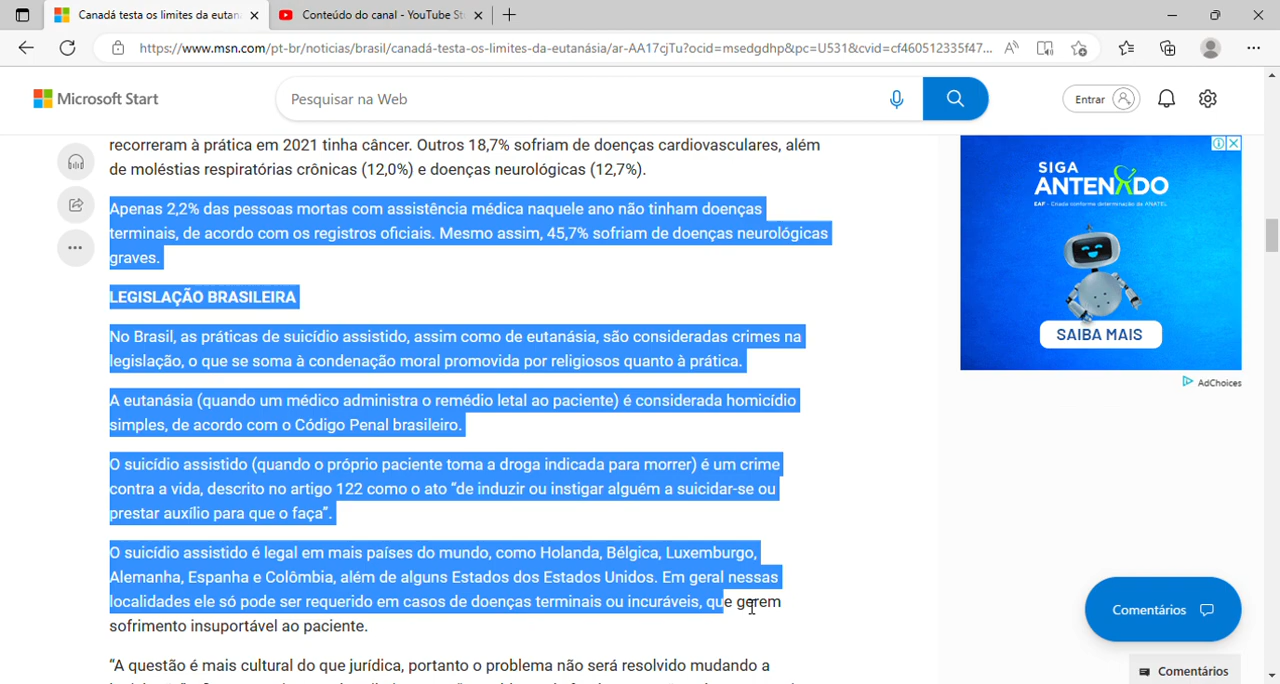 Canadá testa os limites da eutan
Conteúdo do canal - YouTube St
https://www.msn.com/pt-br/noticias/brasil/canadá-testa-os-limites-da-eutanásia/ar-AA17cjTu?ocid=msedgdhp&pc=U531&cvid=cf460512335f47...
Microsoft Start
Pesquisar na Web
Entrar
recorreram à prática em 2021 tinha câncer. Outros 18,7% sofriam de doenças cardiovasculares, além
de moléstias respiratórias crônicas (12,0%) e doenças neurológicas (12,7%).
Apenas 2,2% das pessoas mortas com assistência médica naquele ano não tinham doenças
terminais, de acordo com os registros oficiais. Mesmo assim, 45,7% sofriam de doenças neurológicas
graves.
LEGISLAÇÃO BRASILEIRA
No Brasil, as práticas de suicídio assistido, assim como de eutanásia, são consideradas crimes na
legislação, o que se soma à condenação moral promovida por religiosos quanto à prática.
A eutanásia (quando um médico administra o remédio letal ao paciente) é considerada homicídio
simples, de acordo com o Código Penal brasileiro.
O suicídio assistido (quando o próprio paciente toma a droga indicada para morrer) é um crime
contra a vida, descrito no artigo 122 como o ato “de induzir ou instigar alguém a suicidar-se ou
prestar auxílio para que o faça”.
O suicídio assistido é legal em mais países do mundo, como Holanda, Bélgica, Luxemburgo,
Alemanha, Espanha e Colômbia, além de alguns Estados dos Estados Unidos. Em geral nessas
localidades ele só pode ser requerido em casos de doenças terminais ou incuráveis, que gerem
sofrimento insuportável ao paciente.
“A questão é mais cultural do que jurídica, portanto o problema não será resolvido mudando a
SIGA
ANTENADO
EAF - Criada conforme determinação da ANATEL
SAIBA MAIS
AdChoices
Comentários
Comentários